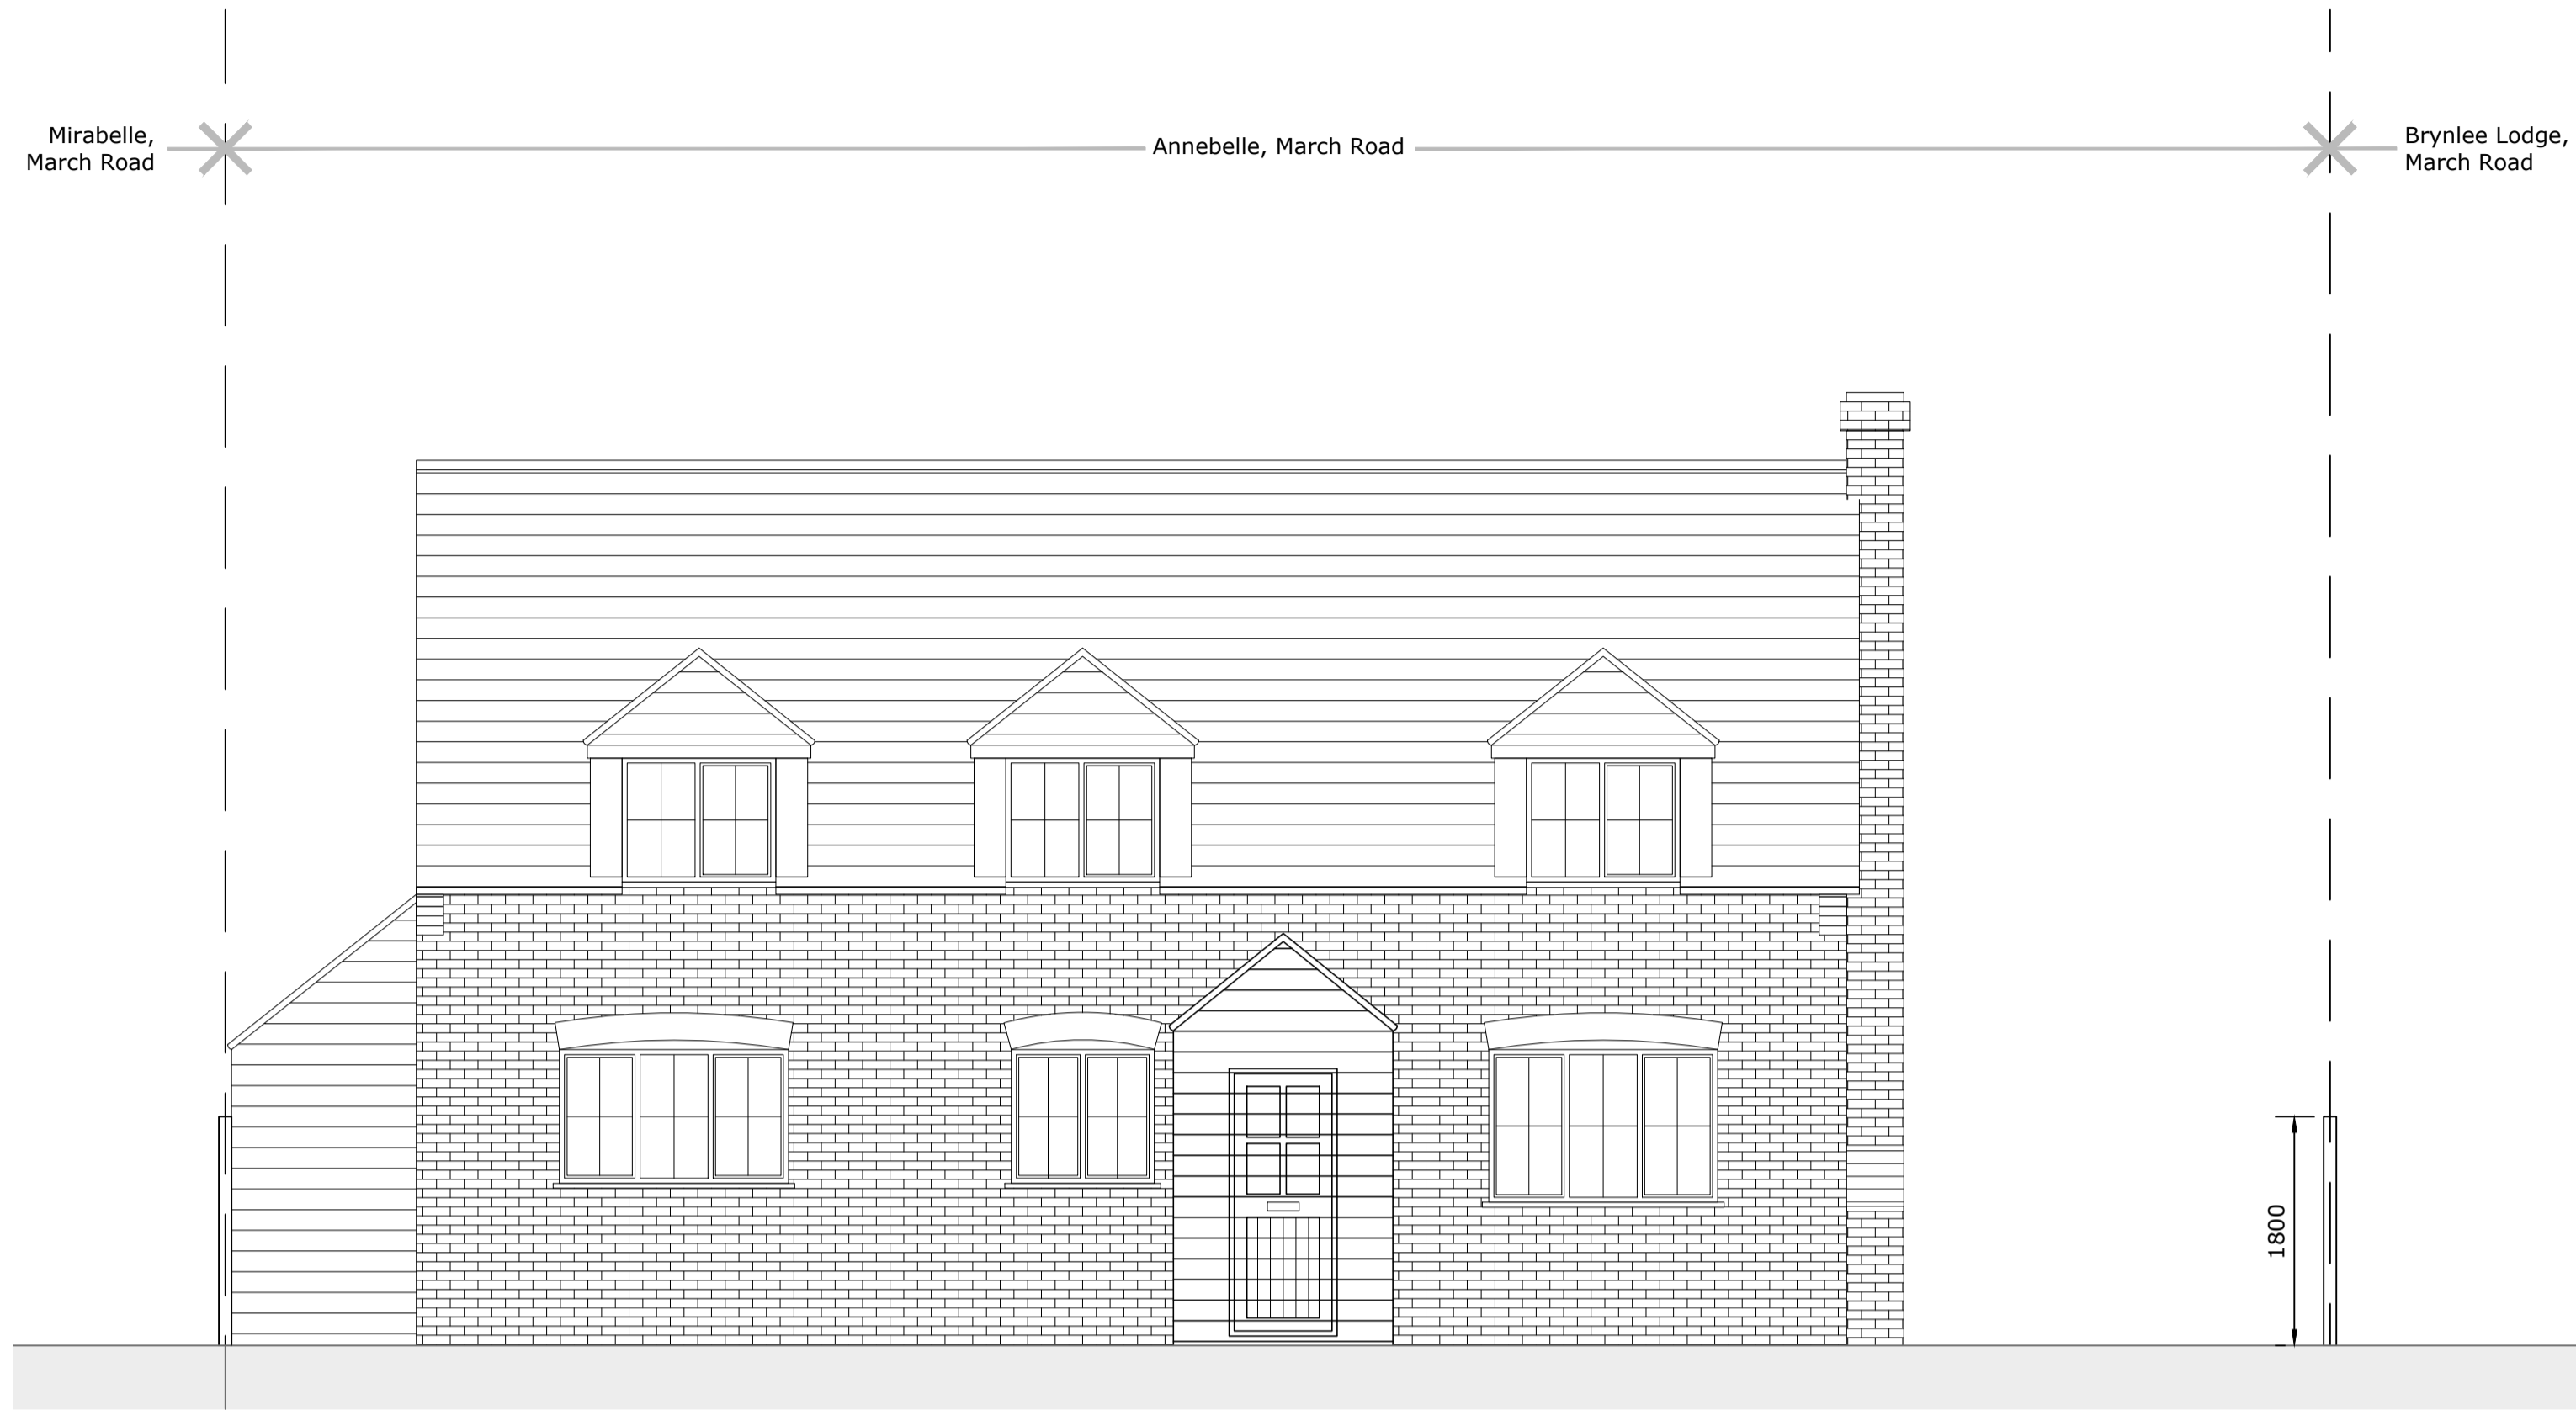 Mirabelle,
March Road
Annebelle, March Road
Brynlee Lodge,
March Road
1800